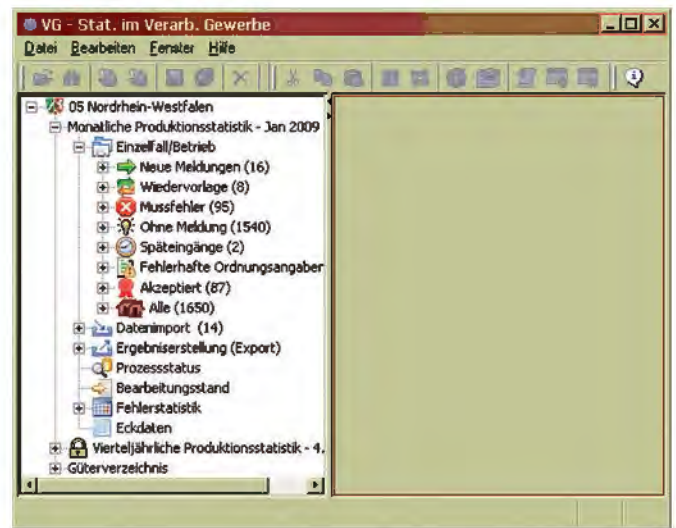 VG - Stat. im Verarb. Gewerbe
Datei Bearbeiten Fenster Hilfe
05 Nordrhein-Westfalen
Monatliche Produktionsstatistik - Jan 2009
Einzelfall/Betrieb
Neue Meldungen (16)
Wiedervorlage (8)
Mussfehler (95)
Ohne Meldung (1540)
Späteingänge (2)
Fehlerhafte Ordnungsangaben
Akzeptiert (87)
Alle (1650)
Datenimport (14)
Ergebniserstellung (Export)
Prozessstatus
Bearbeitungsstand
Fehlerstatistik
Eckdaten
Vierteljährliche Produktionsstatistik - 4.
Güterverzeichnis